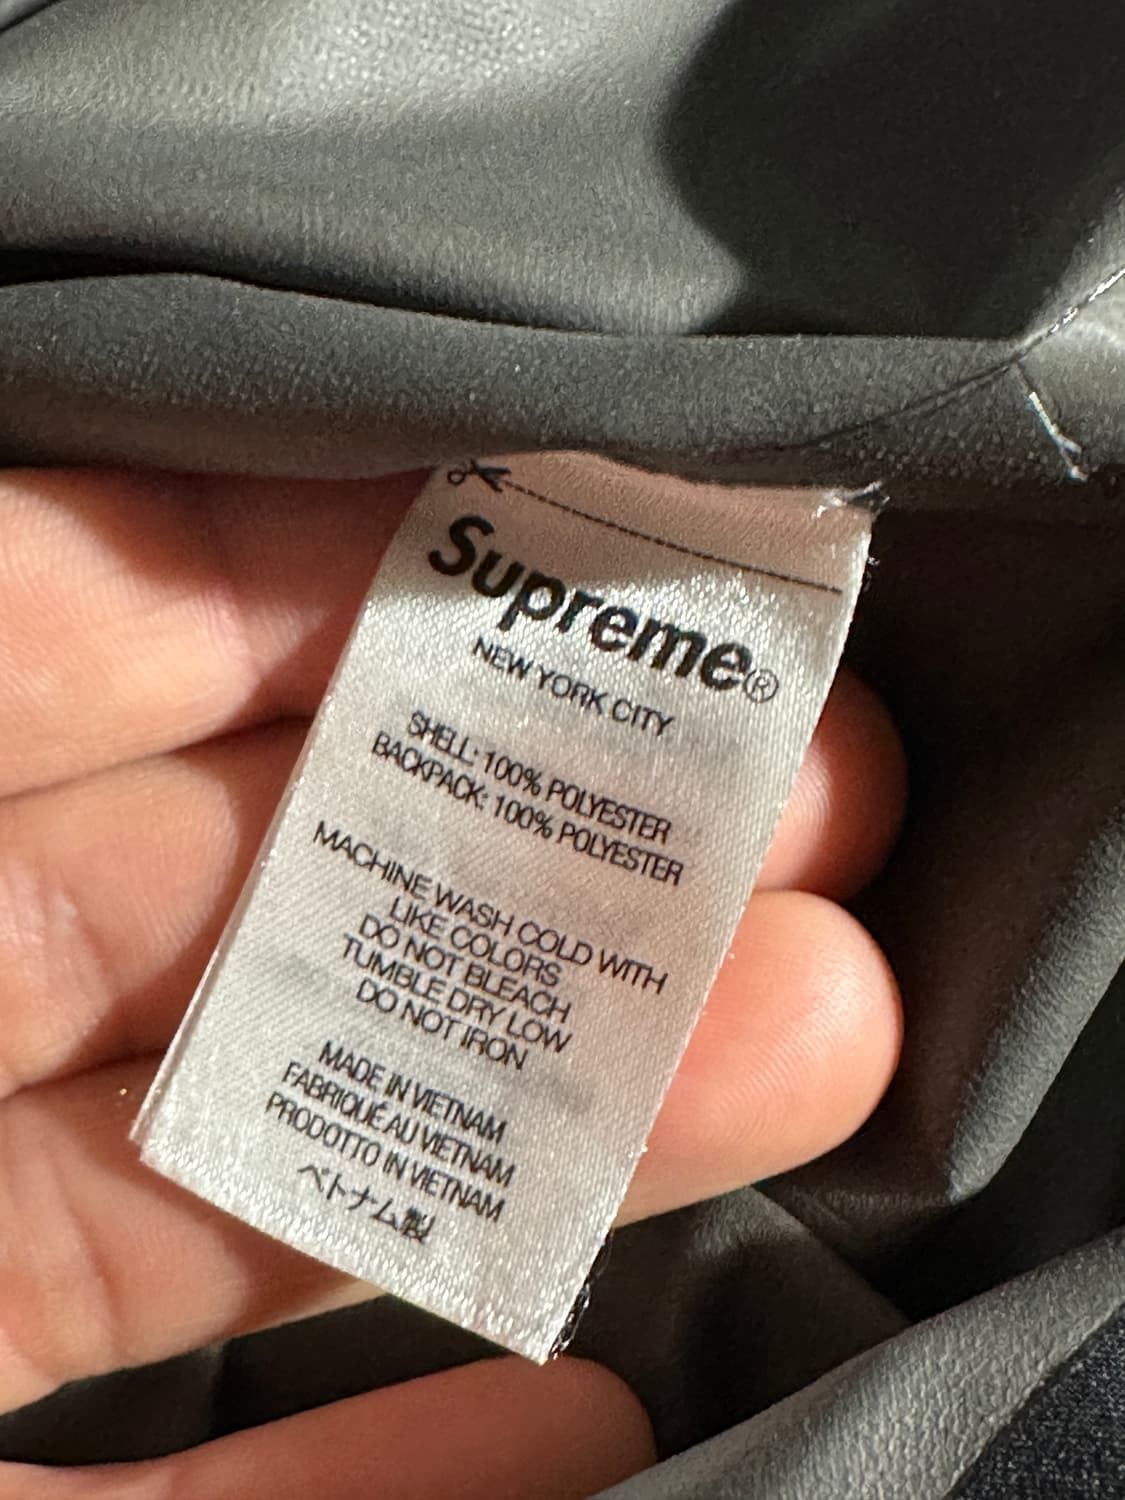 Supreme®
NEW YORK CITY
SHELL: 100% POLYESTER
BACKPACK: 100% POLYESTER
MACHINE WASH COLD WITH
LIKE COLORS
DO NOT BLEACH
TUMBLE DRY LOW
DO NOT IRON
MADE IN VIETNAM
FABRIQUÉ AU VIETNAM
PRODOTTO IN VIETNAM
ベトナム製